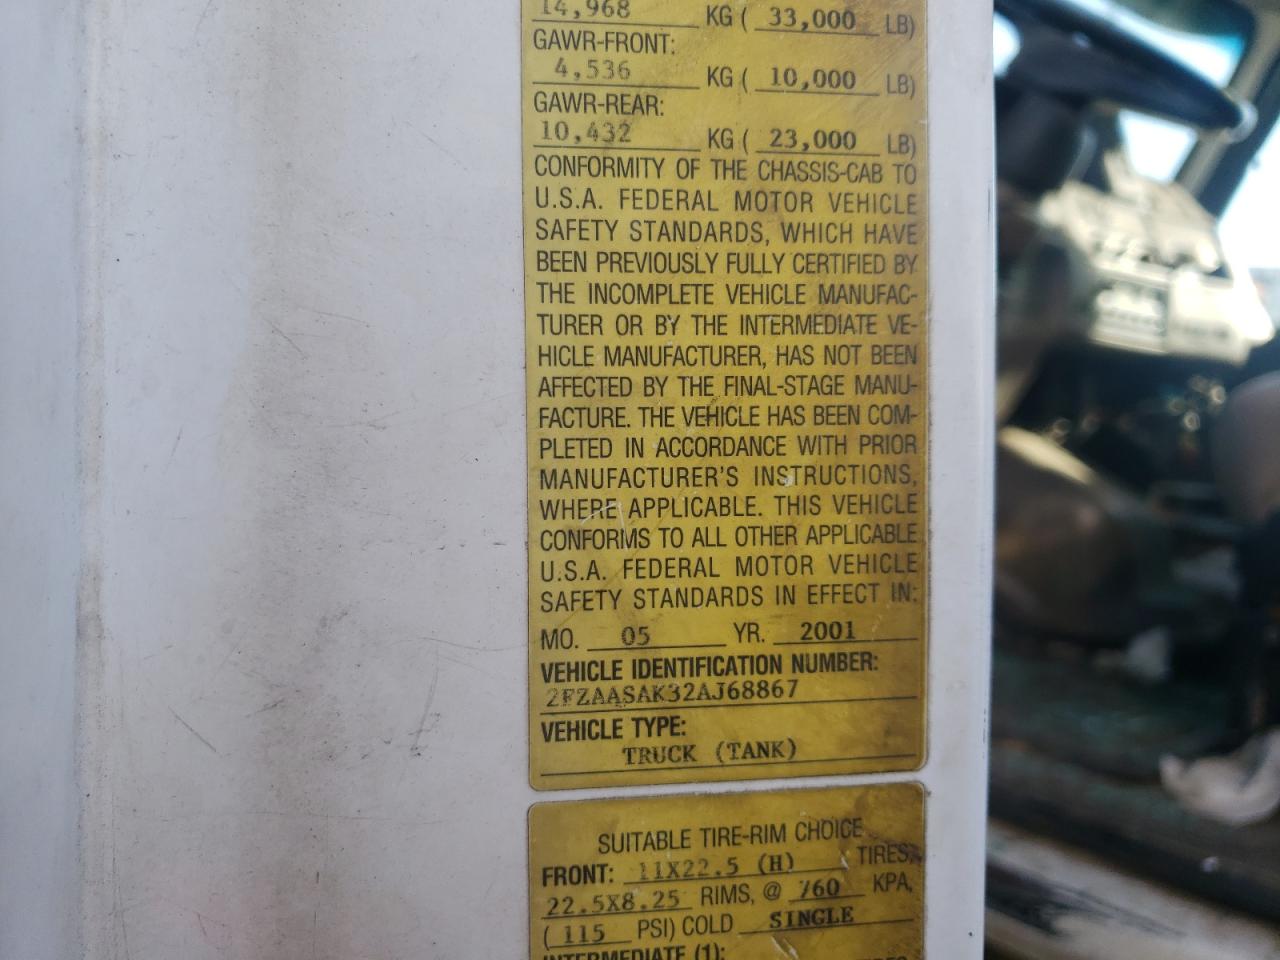 14,968 KG ( 33,000 LB)
GAWR-FRONT:
4,536 KG ( 10,000 LB)
GAWR-REAR:
10,432 KG ( 23,000 LB)
CONFORMITY OF THE CHASSIS-CAB TO
U.S.A. FEDERAL MOTOR VEHICLE
SAFETY STANDARDS, WHICH HAVE
BEEN PREVIOUSLY FULLY CERTIFIED BY
THE INCOMPLETE VEHICLE MANUFAC-
TURER OR BY THE INTERMEDIATE VE-
HICLE MANUFACTURER, HAS NOT BEEN
AFFECTED BY THE FINAL-STAGE MANU-
FACTURE. THE VEHICLE HAS BEEN COM-
PLETED IN ACCORDANCE WITH PRIOR
MANUFACTURER'S INSTRUCTIONS,
WHERE APPLICABLE. THIS VEHICLE
CONFORMS TO ALL OTHER APPLICABLE
U.S.A. FEDERAL MOTOR VEHICLE
SAFETY STANDARDS IN EFFECT IN:
MO. 05 YR. 2001
VEHICLE IDENTIFICATION NUMBER:
2FZAASAK32AJ68867
VEHICLE TYPE:
TRUCK (TANK)
SUITABLE TIRE-RIM CHOICE
FRONT: 11X22.5 (H) TIRES,
22.5X8.25 RIMS, @ 760 KPA,
( 115 PSI) COLD SINGLE
INTERMEDIATE (1):